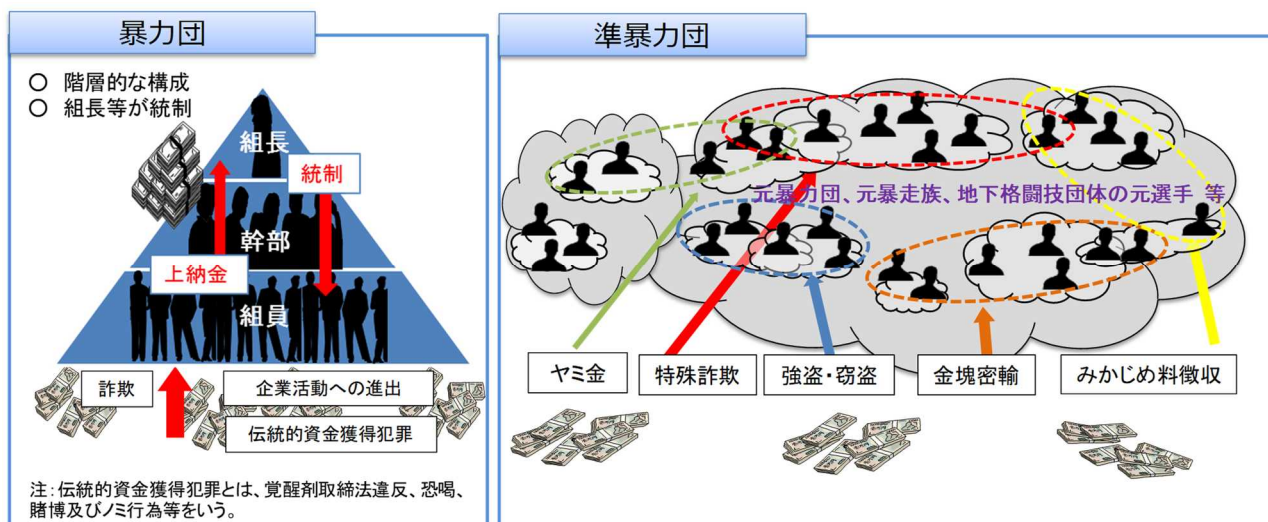 暴力団
○ 階層的な構成
○ 組長等が統制
組長
統制
幹部
上納金
組員
詐欺
企業活動への進出
伝統的資金獲得犯罪
注：伝統的資金獲得犯罪とは、覚醒剤取締法違反、恐喝、
賭博及びノミ行為等をいう。
準暴力団
元暴力団、元暴走族、地下格闘技団体の元選手 等
ヤミ金
特殊詐欺
強盗・窃盗
金塊密輸
みかじめ料徴収